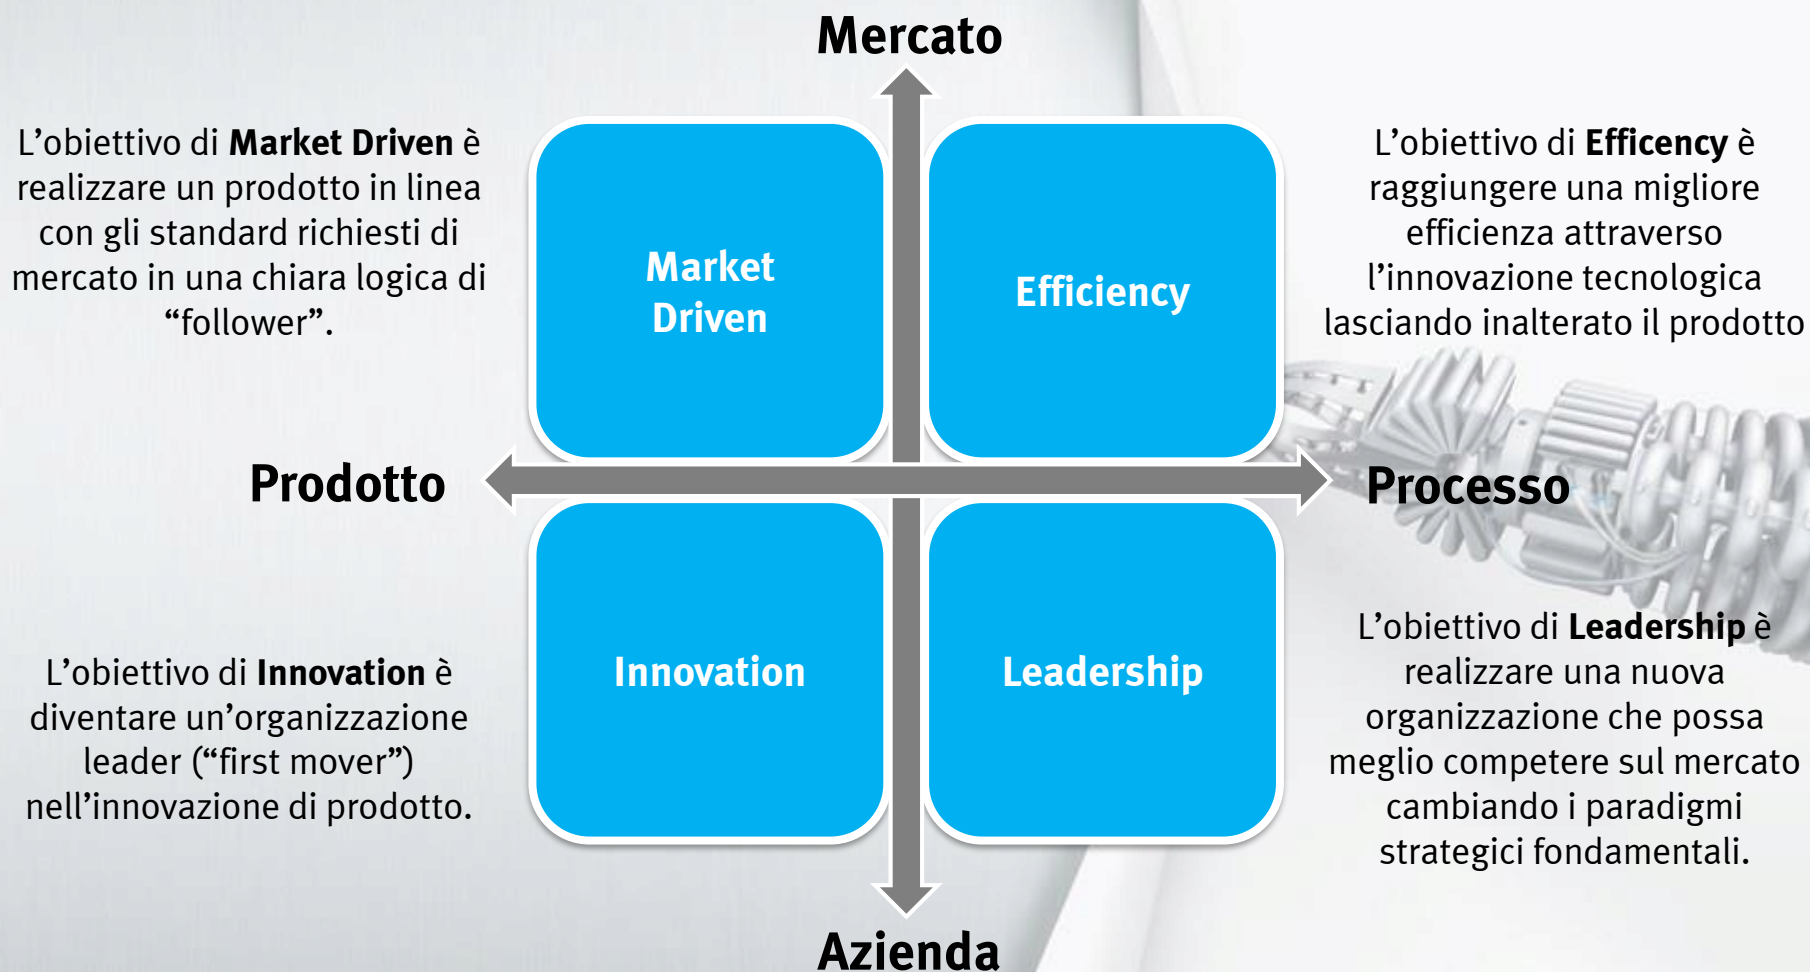 Mercato
L’obiettivo di Market Driven è
realizzare un prodotto in linea
con gli standard richiesti di
mercato in una chiara logica di
“follower”.
Market
Driven
Efficiency
L’obiettivo di Efficency è
raggiungere una migliore
efficienza attraverso
l’innovazione tecnologica
lasciando inalterato il prodotto
Prodotto
Processo
L’obiettivo di Innovation è
diventare un’organizzazione
leader (“first mover”)
nell’innovazione di prodotto.
Innovation
Leadership
L’obiettivo di Leadership è
realizzare una nuova
organizzazione che possa
meglio competere sul mercato
cambiando i paradigmi
strategici fondamentali.
Azienda